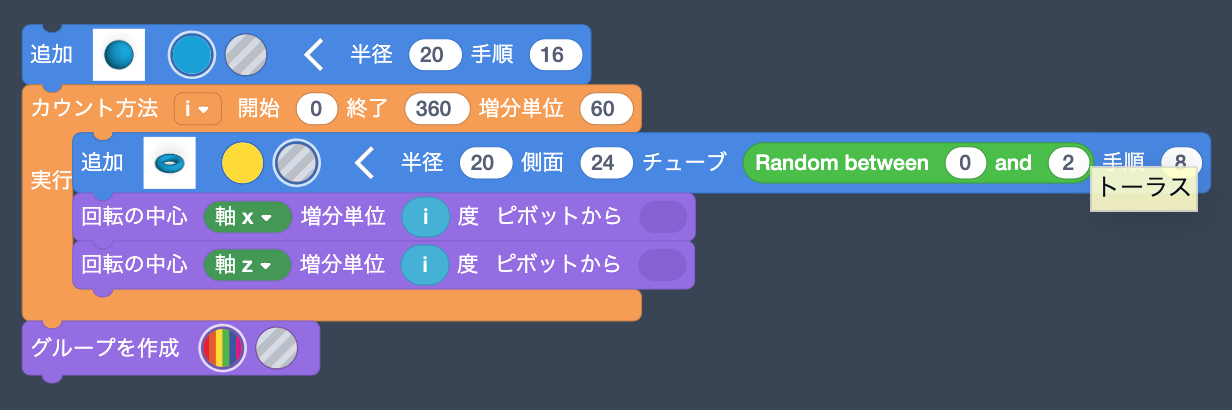 追加 半径 20 手順 16
カウント方法 i 開始 0 終了 360 増分単位 60
実行
追加 半径 20 側面 24 チューブ Random between 0 and 2 手順 8
トーラス
回転の中心 軸 x 増分単位 i 度 ピボットから
回転の中心 軸 z 増分単位 i 度 ピボットから
グループを作成